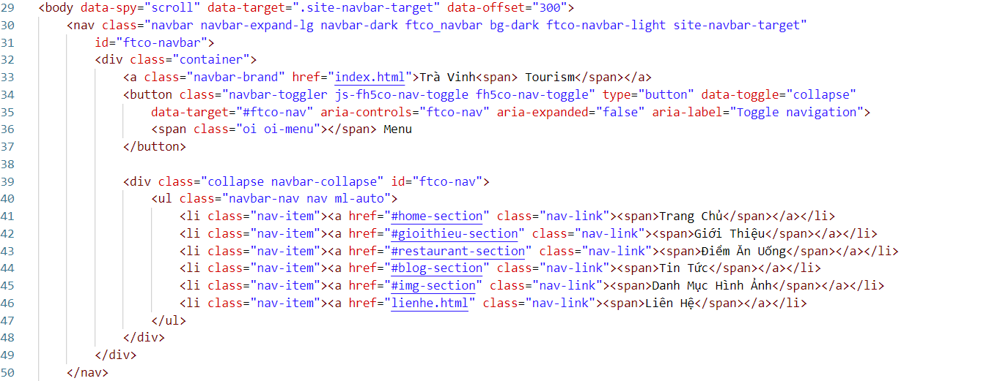 29 <body data-spy="scroll" data-target=".site-navbar-target" data-offset="300">
30 <nav class="navbar navbar-expand-lg navbar-dark ftco_navbar bg-dark ftco-navbar-light site-navbar-target"
31 id="ftco-navbar">
32 <div class="container">
33 <a class="navbar-brand" href="index.html">Trà Vinh<span> Tourism</span></a>
34 <button class="navbar-toggler js-fh5co-nav-toggle fh5co-nav-toggle" type="button" data-toggle="collapse"
35 data-target="#ftco-nav" aria-controls="ftco-nav" aria-expanded="false" aria-label="Toggle navigation">
36 <span class="oi oi-menu"></span> Menu
37 </button>
38
39 <div class="collapse navbar-collapse" id="ftco-nav">
40 <ul class="navbar-nav nav ml-auto">
41 <li class="nav-item"><a href="#home-section" class="nav-link"><span>Trang Chủ</span></a></li>
42 <li class="nav-item"><a href="#gioithieu-section" class="nav-link"><span>Giới Thiệu</span></a></li>
43 <li class="nav-item"><a href="#restaurant-section" class="nav-link"><span>Điểm Ăn Uống</span></a></li>
44 <li class="nav-item"><a href="#blog-section" class="nav-link"><span>Tin Tức</span></a></li>
45 <li class="nav-item"><a href="#img-section" class="nav-link"><span>Danh Mục Hình Ảnh</span></a></li>
46 <li class="nav-item"><a href="lienhe.html" class="nav-link"><span>Liên Hệ</span></a></li>
47 </ul>
48 </div>
49 </div>
50 </nav>